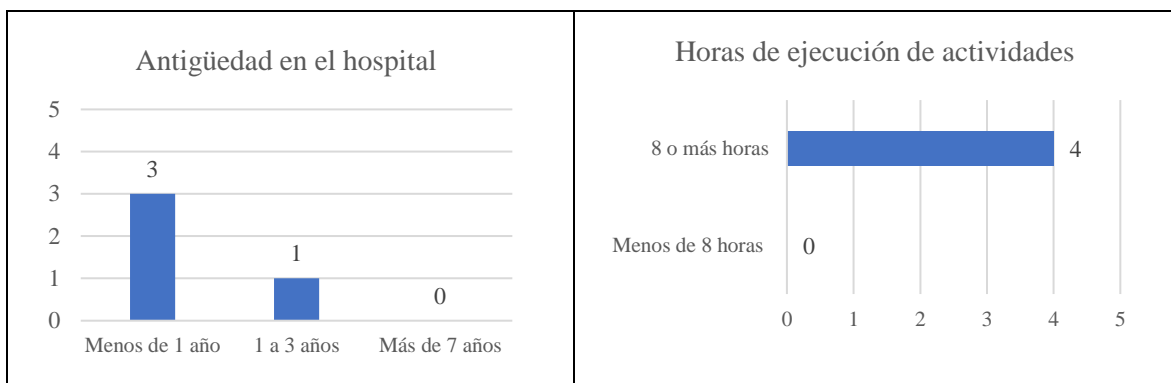 Antigüedad en el hospital
5
4
3
2
1
0
3
1
0
Menos de 1 año 1 a 3 años Más de 7 años
Horas de ejecución de actividades
8 o más horas
4
Menos de 8 horas
0
0 1 2 3 4 5